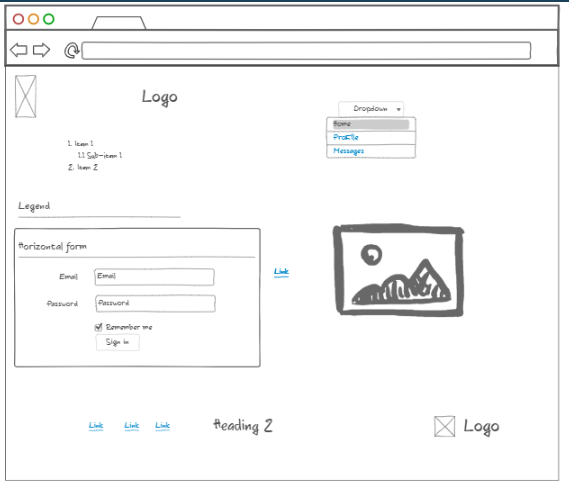 Logo
Dropdown
Home
Profile
Messages
1. Item 1
1.1 Sub-item 1
2. Item 2
Legend
Horizontal form
Email Email
Password Password
Remember me
Sign in
Link
Link Link Link Heading 2 Logo